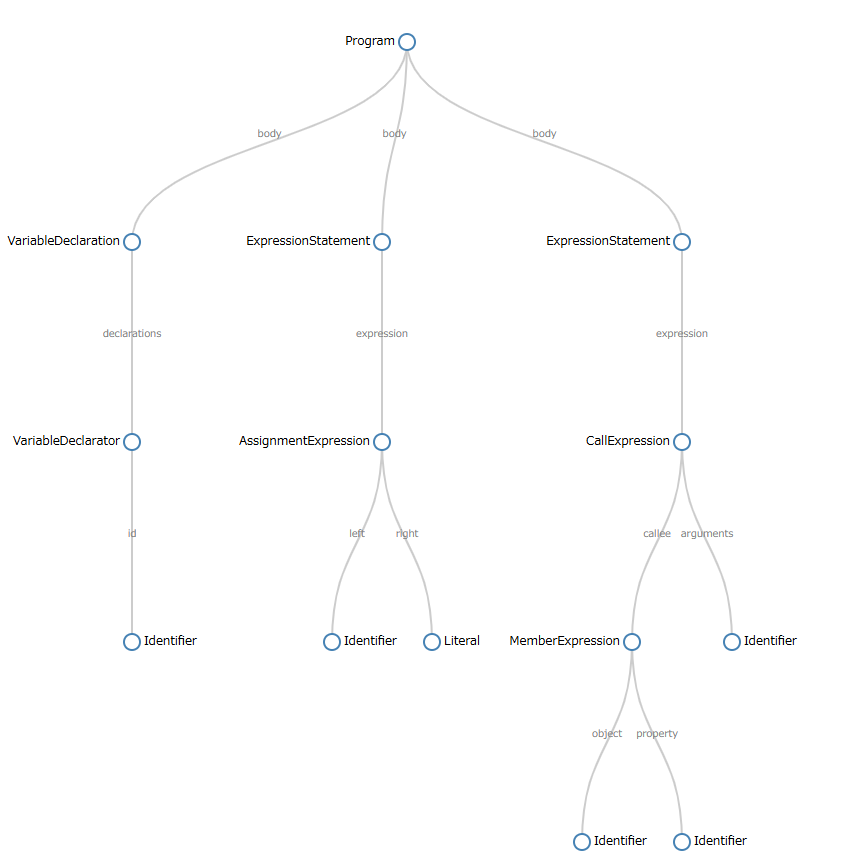 Program
body
body
body
VariableDeclaration
ExpressionStatement
ExpressionStatement
declarations
expression
expression
VariableDeclarator
AssignmentExpression
CallExpression
id
left
right
callee
arguments
Identifier
Identifier
Literal
MemberExpression
Identifier
object
property
Identifier
Identifier